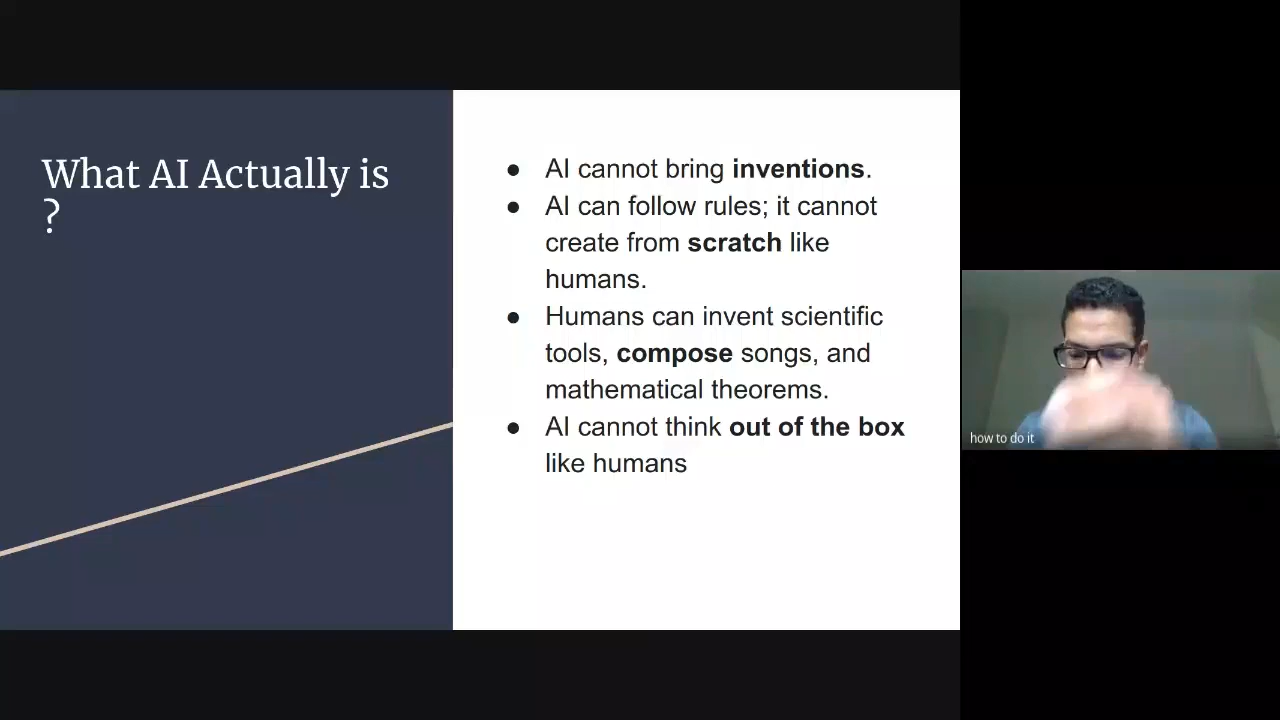 What AI Actually is
?
● AI cannot bring inventions.
● AI can follow rules; it cannot
create from scratch like
humans.
● Humans can invent scientific
tools, compose songs, and
mathematical theorems.
● AI cannot think out of the box
like humans
how to do it